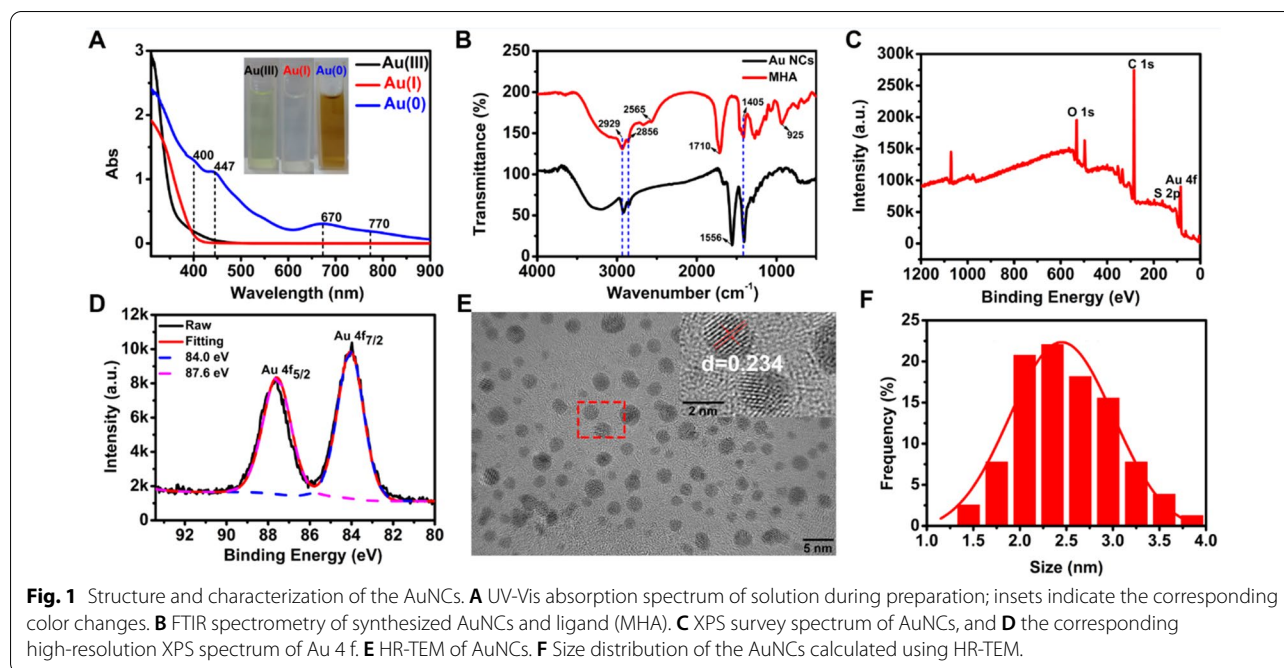 A
3
2
1
0
Abs
Au(III) Au(I) Au(0)
Au(III)
Au(I)
Au(0)
400
447
670
770
400 500 600 700 800 900
Wavelength (nm)
B
250
200
150
100
50
0
Transmittance (%)
Au NCs
MHA
2929
2565
2856
1710
1405
925
1556
4000 3000 2000 1000
Wavenumber (cm-1)
C
300k
250k
200k
150k
100k
50k
0
Intensity (a.u.)
C 1s
O 1s
Au 4f
S 2p
1200 1000 800 600 400 200 0
Binding Energy (eV)
D
12k
10k
8k
6k
4k
2k
0
Intensity (a.u.)
Raw
Fitting
84.0 eV
87.6 eV
Au 4f7/2
Au 4f5/2
92 90 88 86 84 82 80
Binding Energy (eV)
E
d=0.234
2 nm
5 nm
F
25
20
15
10
5
0
Frequency (%)
1.0 1.5 2.0 2.5 3.0 3.5 4.0
Size (nm)
Fig. 1 Structure and characterization of the AuNCs. A UV-Vis absorption spectrum of solution during preparation; insets indicate the corresponding
color changes. B FTIR spectrometry of synthesized AuNCs and ligand (MHA). C XPS survey spectrum of AuNCs, and D the corresponding
high-resolution XPS spectrum of Au 4 f. E HR-TEM of AuNCs. F Size distribution of the AuNCs calculated using HR-TEM.